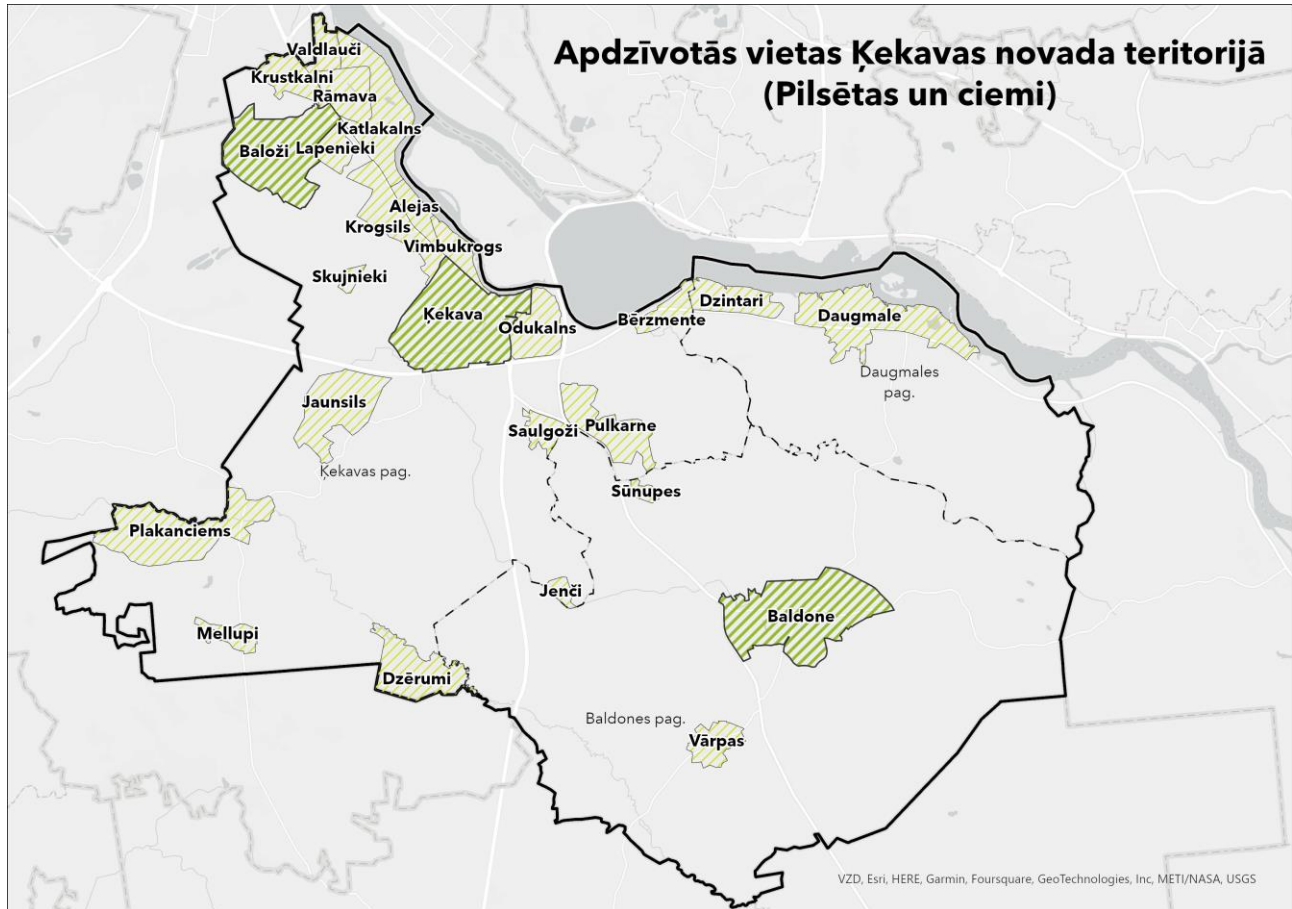 Apdzīvotās vietas Ķekavas novada teritorijā
(Pilsētas un ciemi)
Valdlauči
Krustkalni
Rāmava
Katlakalns
Baloži
Lapenieki
Alejas
Krogsils
Vimbukrogs
Skujnieki
Ķekava
Odukalns
Bērzmente
Dzintari
Daugmale
Daugmales
pag.
Jaunsils
Saulgoži
Pulkarne
Ķekavas pag.
Sūnupes
Plakanciems
Jenči
Baldone
Mellupi
Dzērumi
Baldones pag.
Vārpas
VZD, Esri, HERE, Garmin, Foursquare, GeoTechnologies, Inc, METI/NASA, USGS